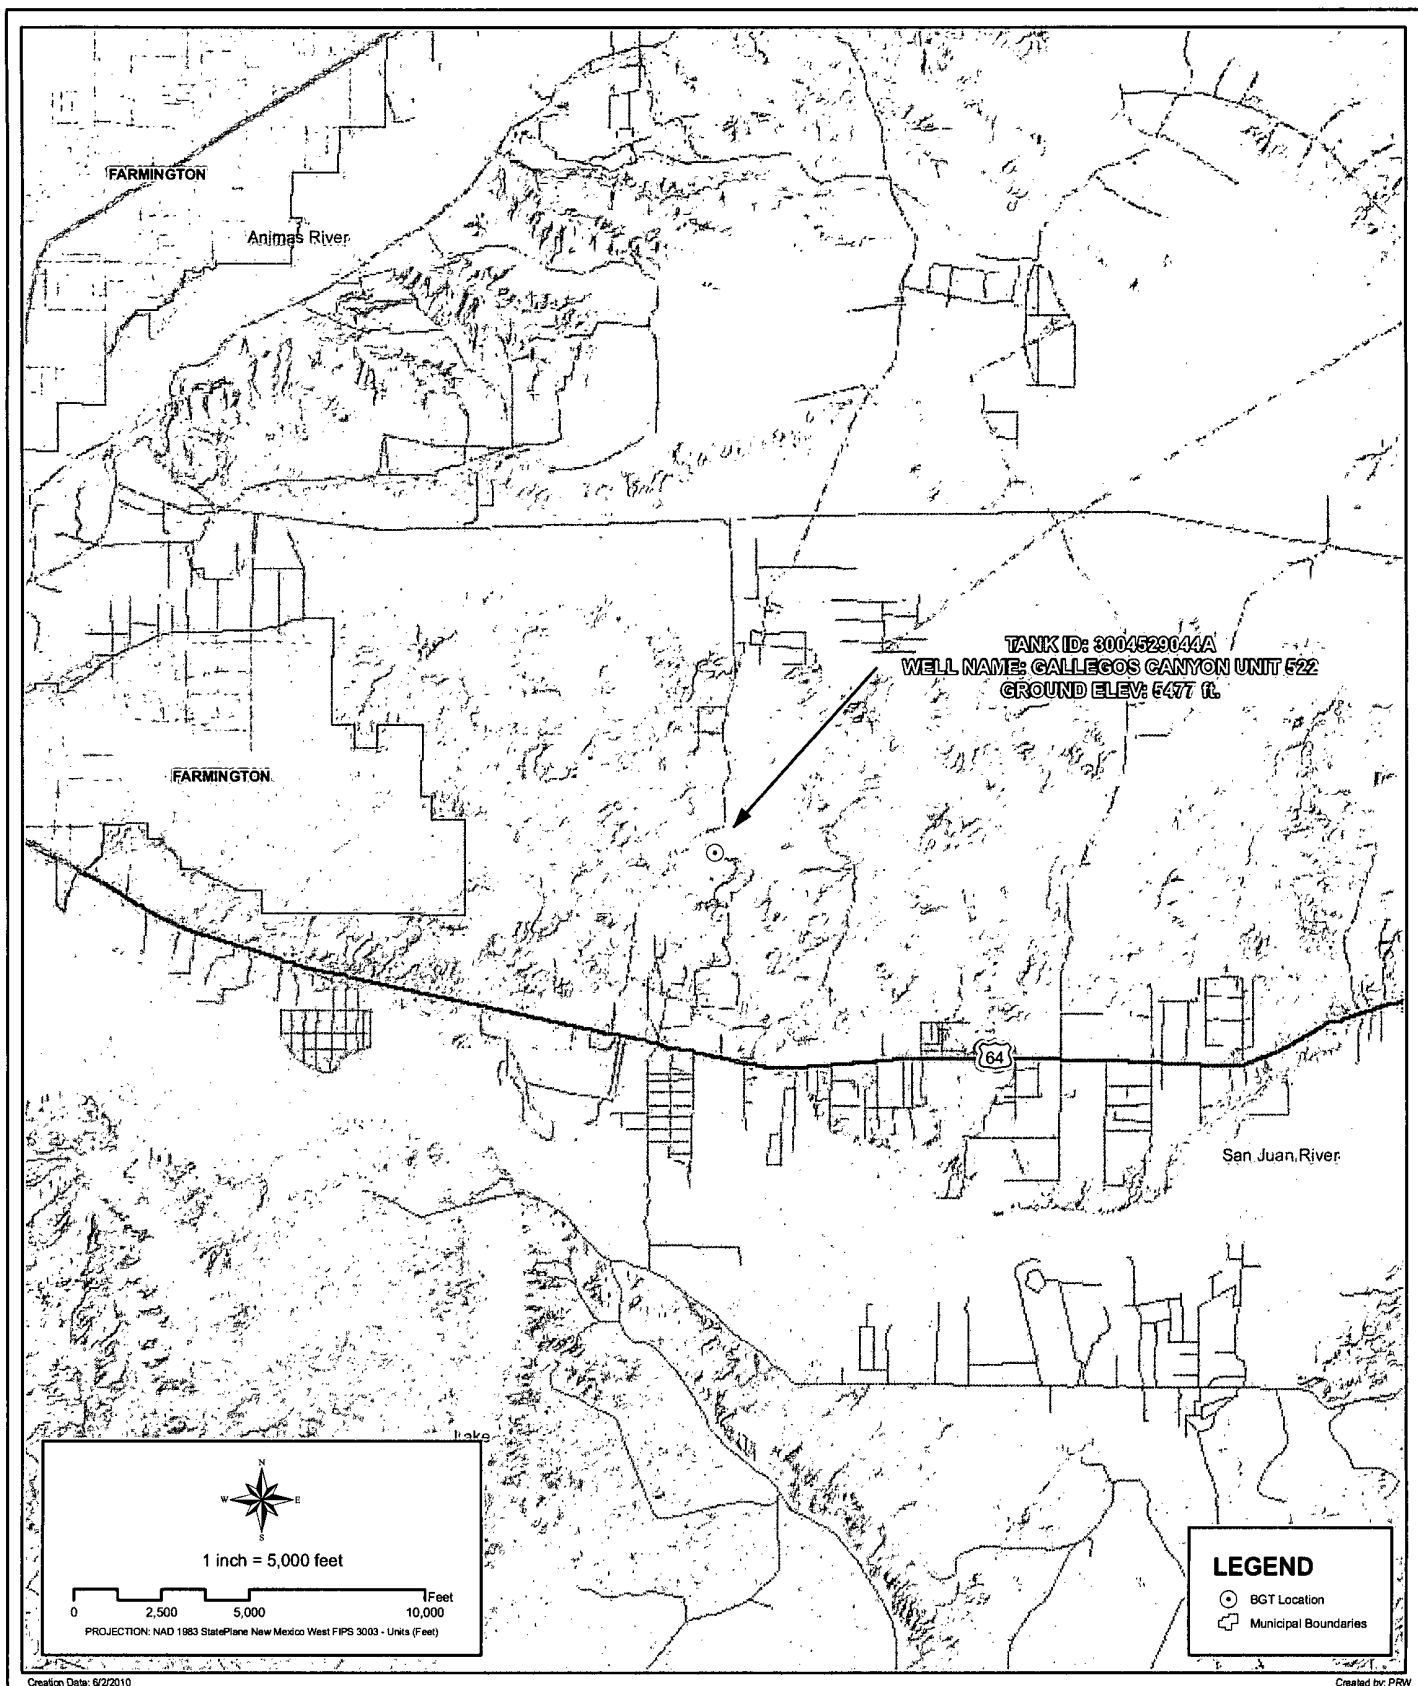 FARMINGTON
Animas River
TANK ID: 3004529044A
WELL NAME: GALLEGOS CANYON UNIT 522
GROUND ELEV: 5477 ft.
FARMINGTON
64
San Juan River
Lake
N
W E
S
1 inch = 5,000 feet
Feet
0 2,500 5,000 10,000
PROJECTION: NAD 1983 StatePlane New Mexico West FIPS 3003 - Units (Feet)
LEGEND
BGT Location
Municipal Boundaries
Creation Date: 6/2/2010
Created by: PRW